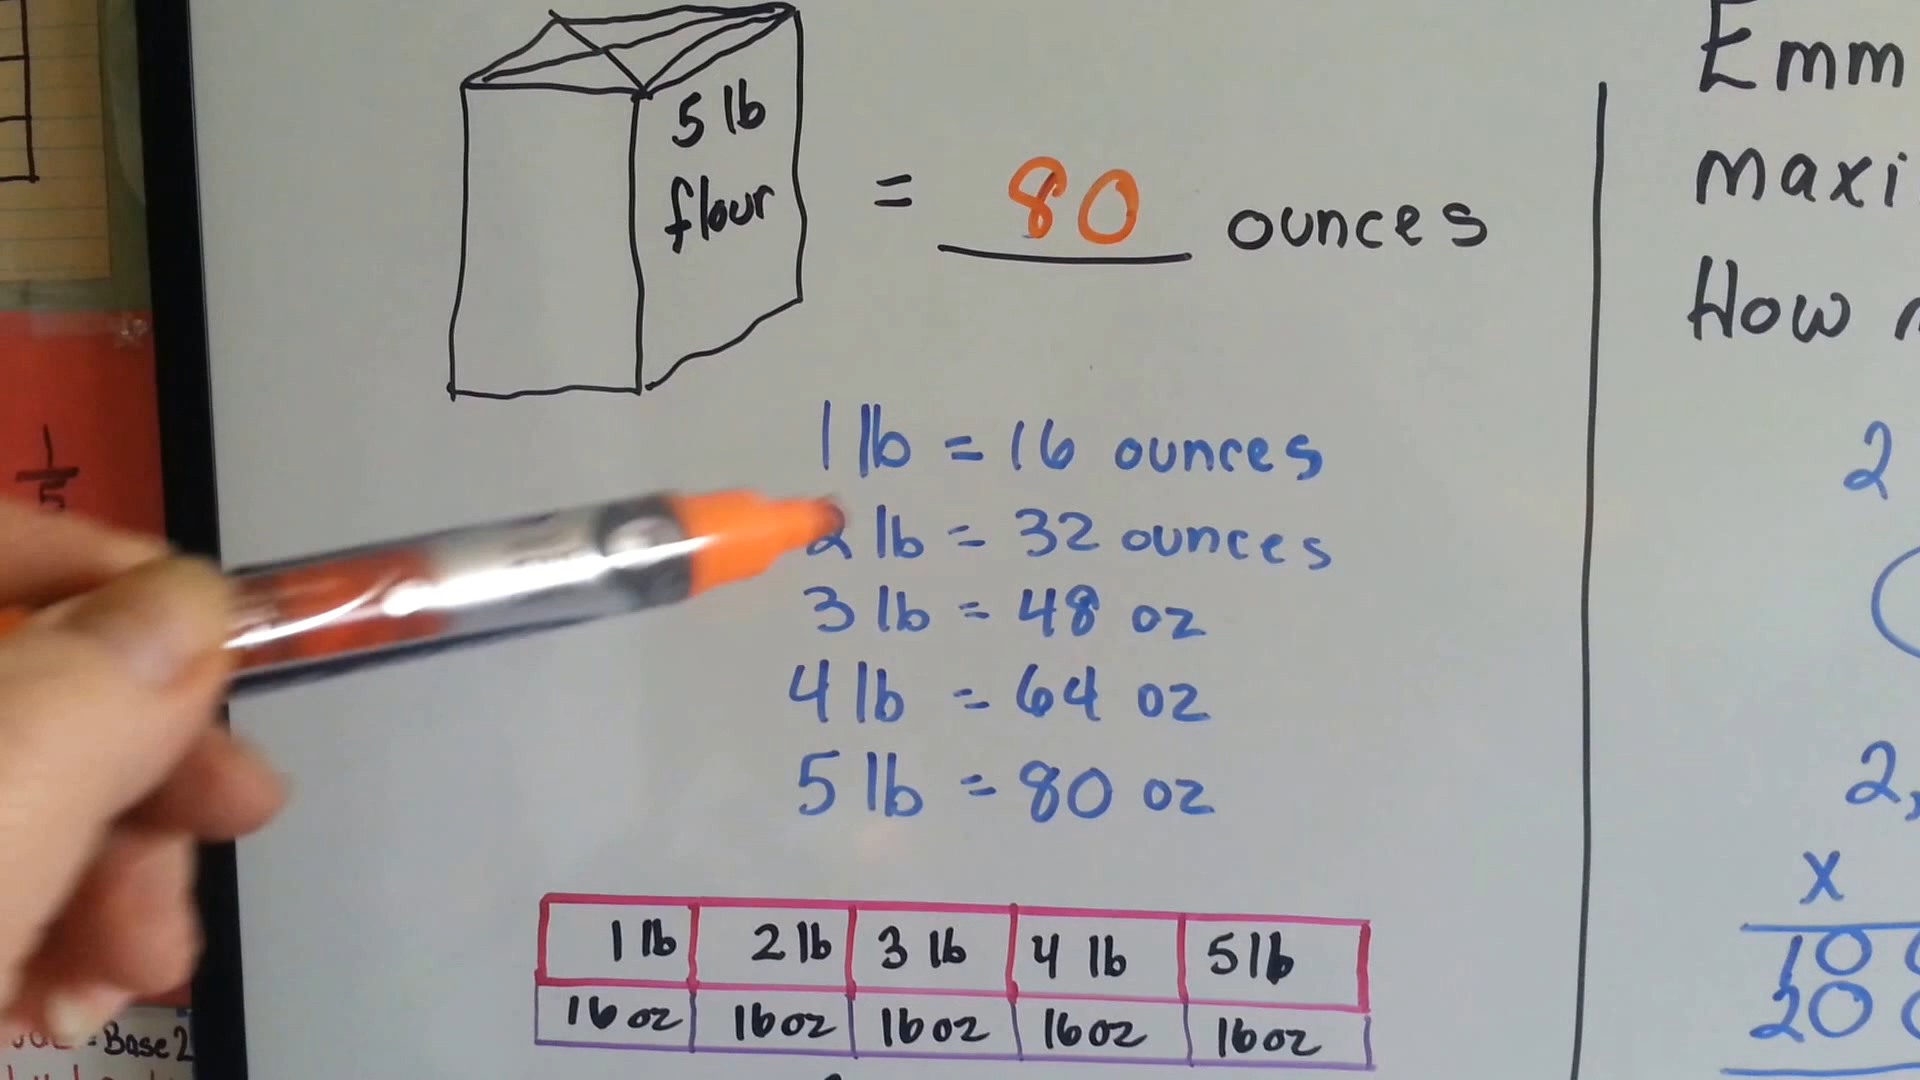 5 lb
flour
= 80 ounces
1 lb = 16 ounces
2 lb = 32 ounces
3 lb = 48 oz
4 lb = 64 oz
5 lb = 80 oz
1 lb 2 lb 3 lb 4 lb 5 lb
16 oz 16 oz 16 oz 16 oz 16 oz
Emm
maxi
How
2
2,
x
10
20
1/5
Base 2